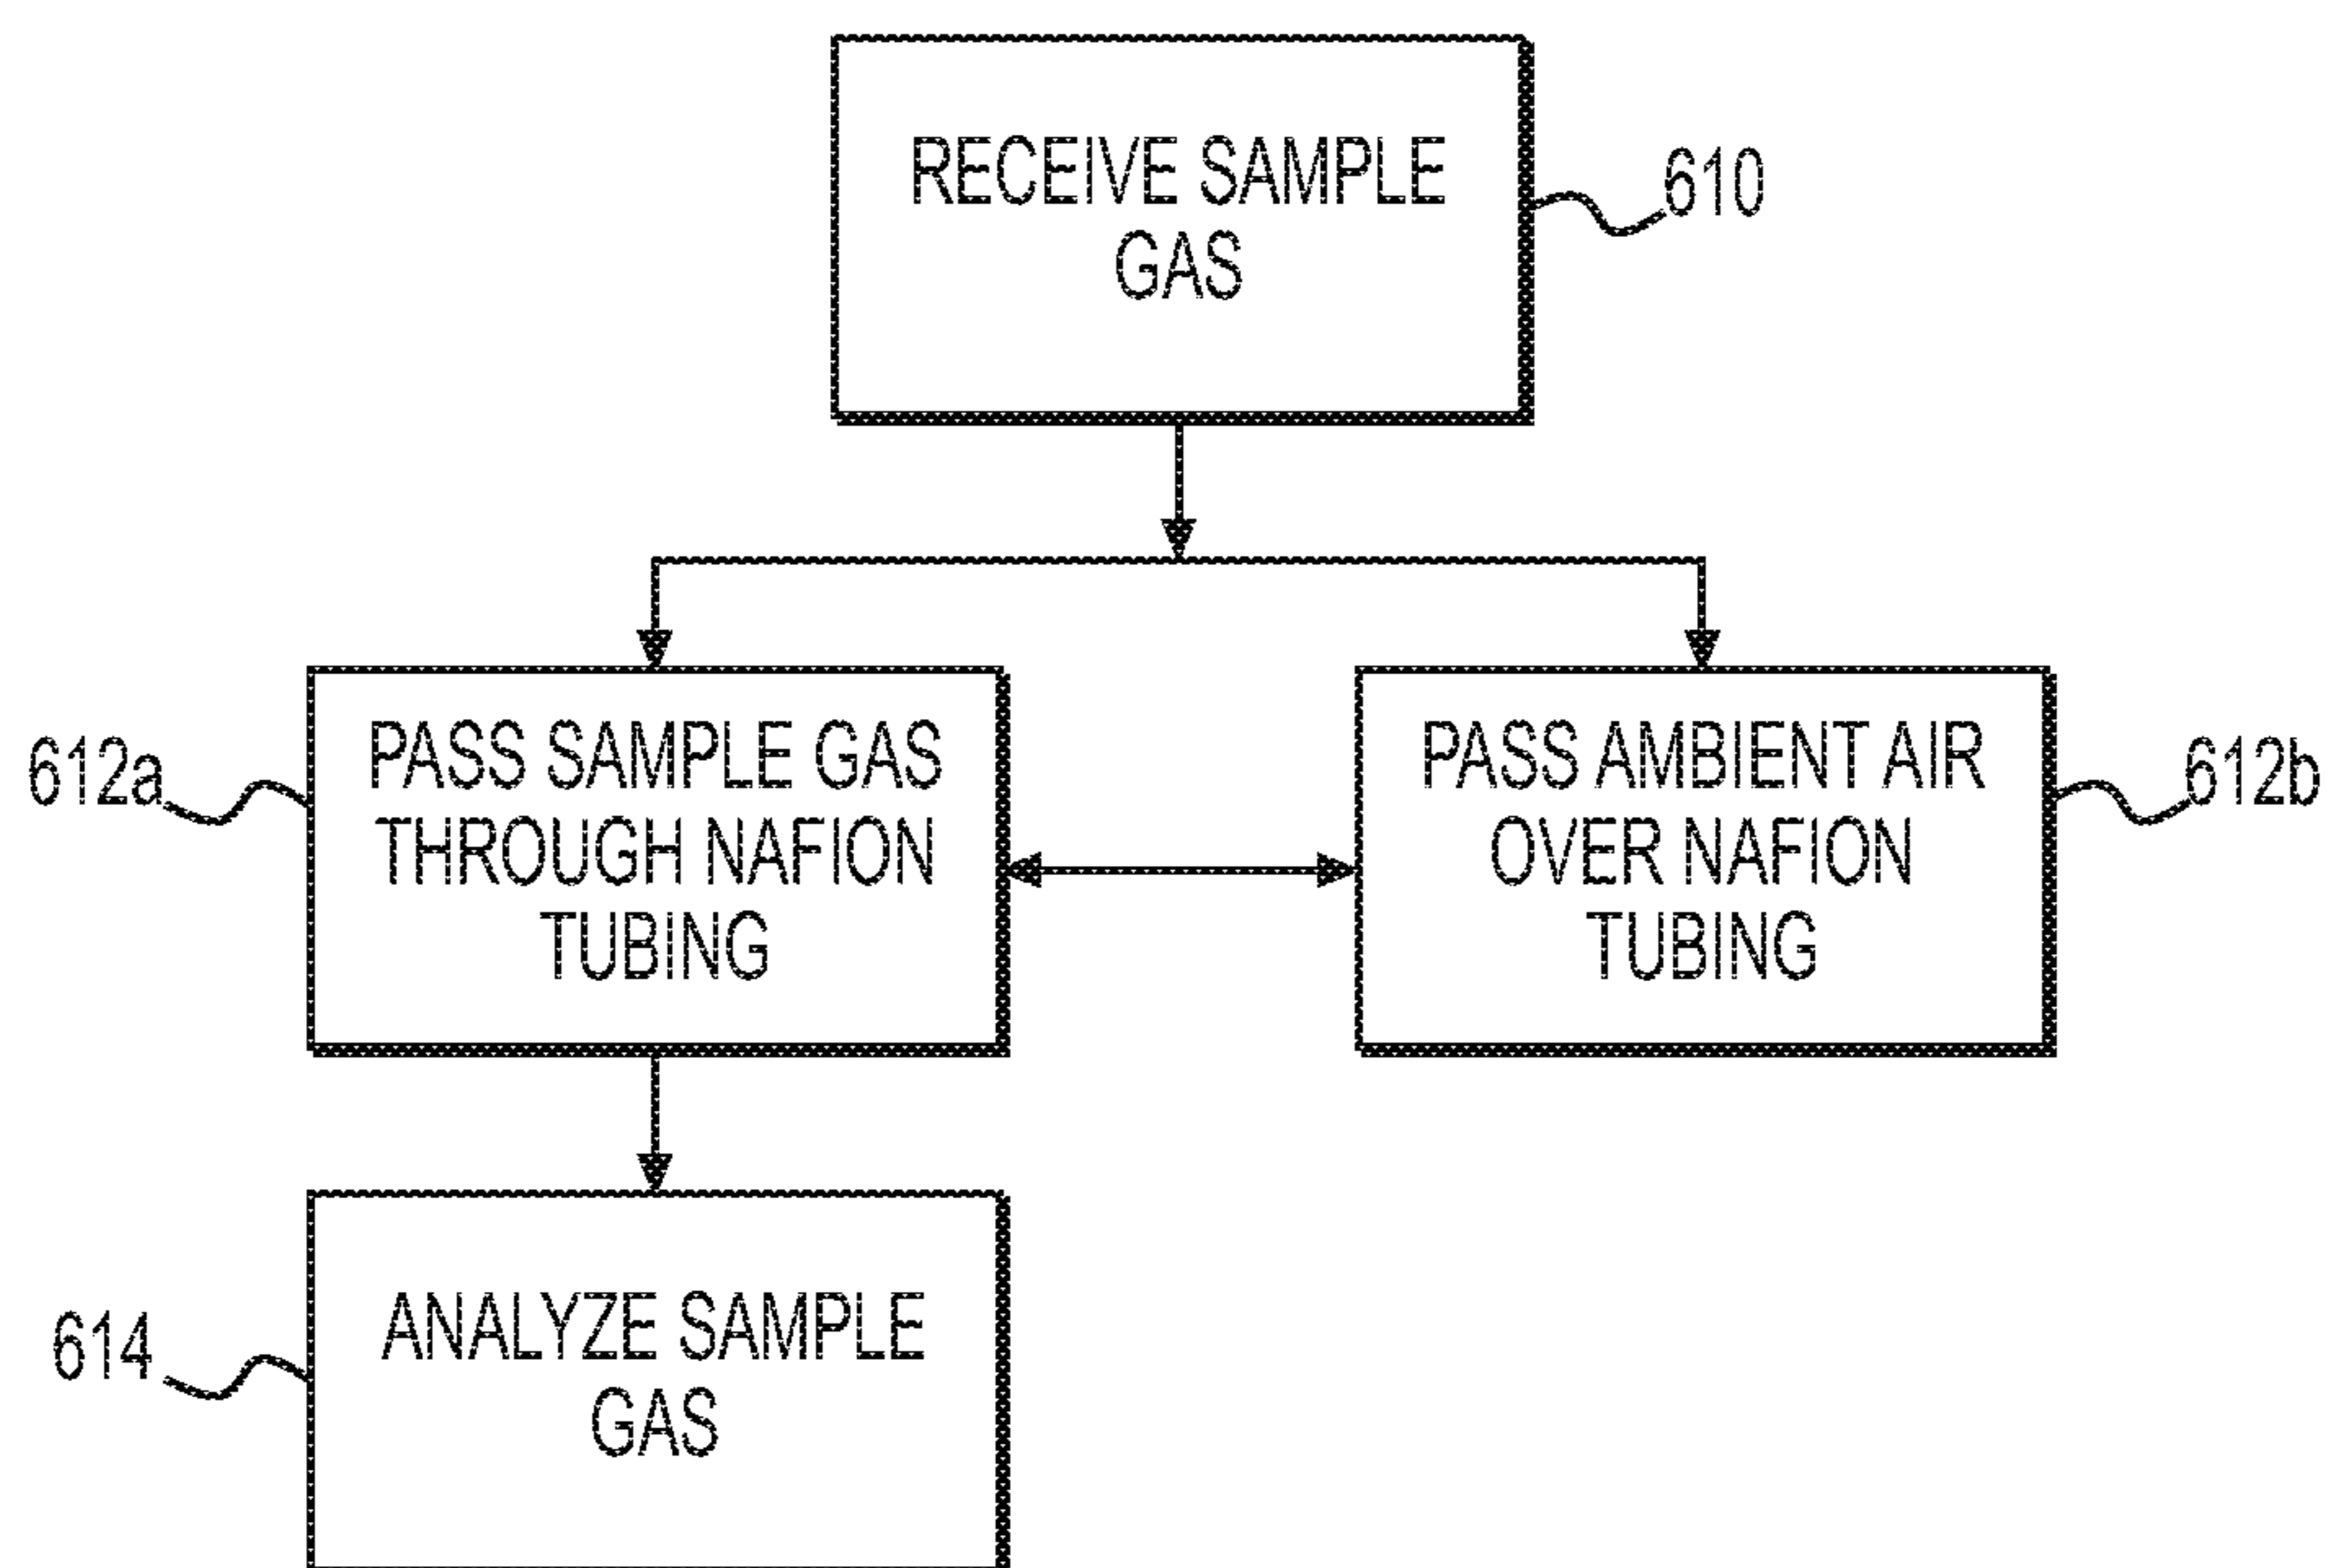 RECEIVE SAMPLE
GAS
610
612a
PASS SAMPLE GAS
THROUGH NAFION
TUBING
PASS AMBIENT AIR
OVER NAFION
TUBING
612b
614
ANALYZE SAMPLE
GAS